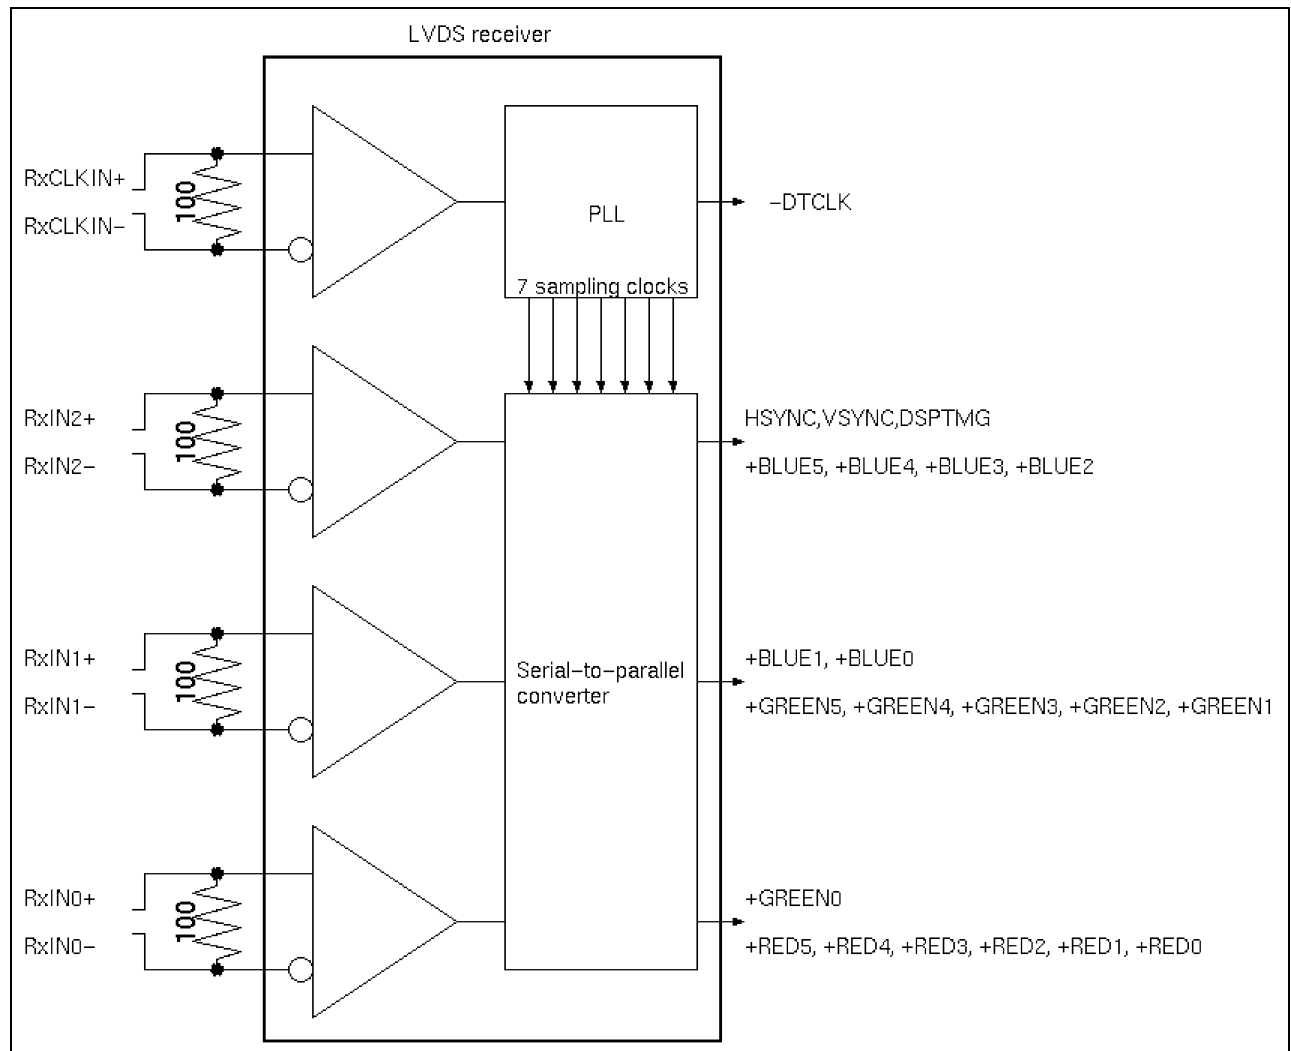 LVDS receiver
RxCLKIN+
RxCLKIN-
100
PLL
-DTCLK
7 sampling clocks
RxIN2+
RxIN2-
100
HSYNC,VSYNC,DSPTMG
+BLUE5, +BLUE4, +BLUE3, +BLUE2
RxIN1+
RxIN1-
100
Serial-to-parallel
converter
+BLUE1, +BLUE0
+GREEN5, +GREEN4, +GREEN3, +GREEN2, +GREEN1
RxIN0+
RxIN0-
100
+GREEN0
+RED5, +RED4, +RED3, +RED2, +RED1, +RED0